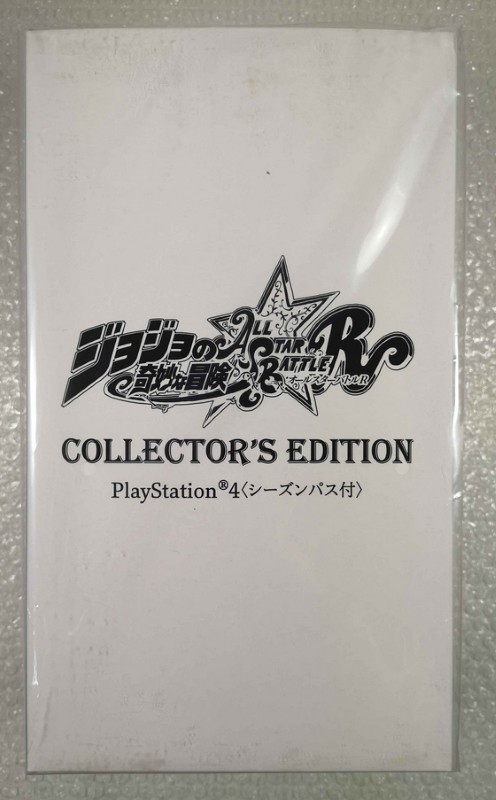 ジョジョの
奇妙な冒険
ALL
STAR
BATTLE R
オールスターバトルR
COLLECTOR'S EDITION
PlayStation®4〈シーズンパス付〉